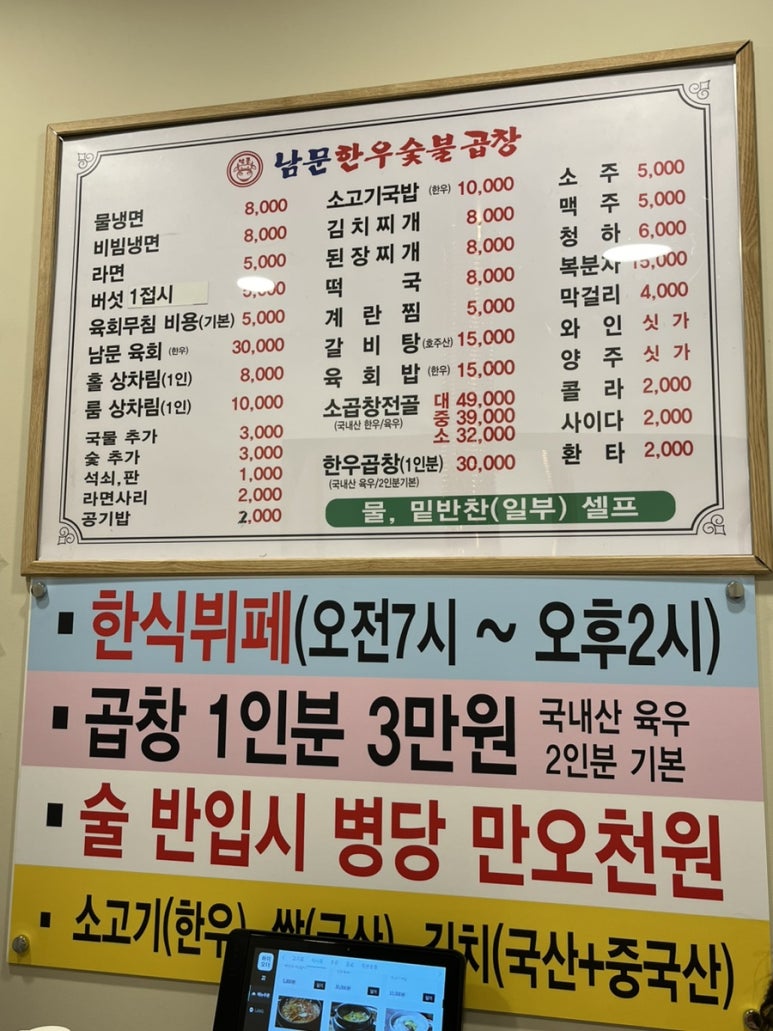 남문한우숯불곱창
물냉면 8,000
비빔냉면 8,000
라면 5,000
버섯 1접시 5,000
육회무침 비용(기본) 5,000
남문 육회 (한우) 30,000
홀 상차림(1인) 8,000
룸 상차림(1인) 10,000
국물 추가 3,000
숯 추가 3,000
석쇠,판 1,000
라면사리 2,000
공기밥 2,000
소고기국밥 (한우) 10,000
김치찌개 8,000
된장찌개 8,000
떡국 8,000
계란찜 5,000
갈비탕(호주산) 15,000
육회밥 (한우) 15,000
소곱창전골 대 49,000
(국내산 한우/육우) 중 39,000
소 32,000
한우곱창(1인분) 30,000
(국내산 육우/2인분기본)
소주 5,000
맥주 5,000
청하 6,000
복분자 15,000
막걸리 4,000
와인 싯가
양주 싯가
콜라 2,000
사이다 2,000
환타 2,000
물, 밑반찬(일부) 셀프
▪ 한식뷔페(오전7시 ~ 오후2시)
▪ 곱창 1인분 3만원 국내산 육우
2인분 기본
▪ 술 반입시 병당 만오천원
▪ 소고기(한우) 쌀(국산) 김치(국산+중국산)